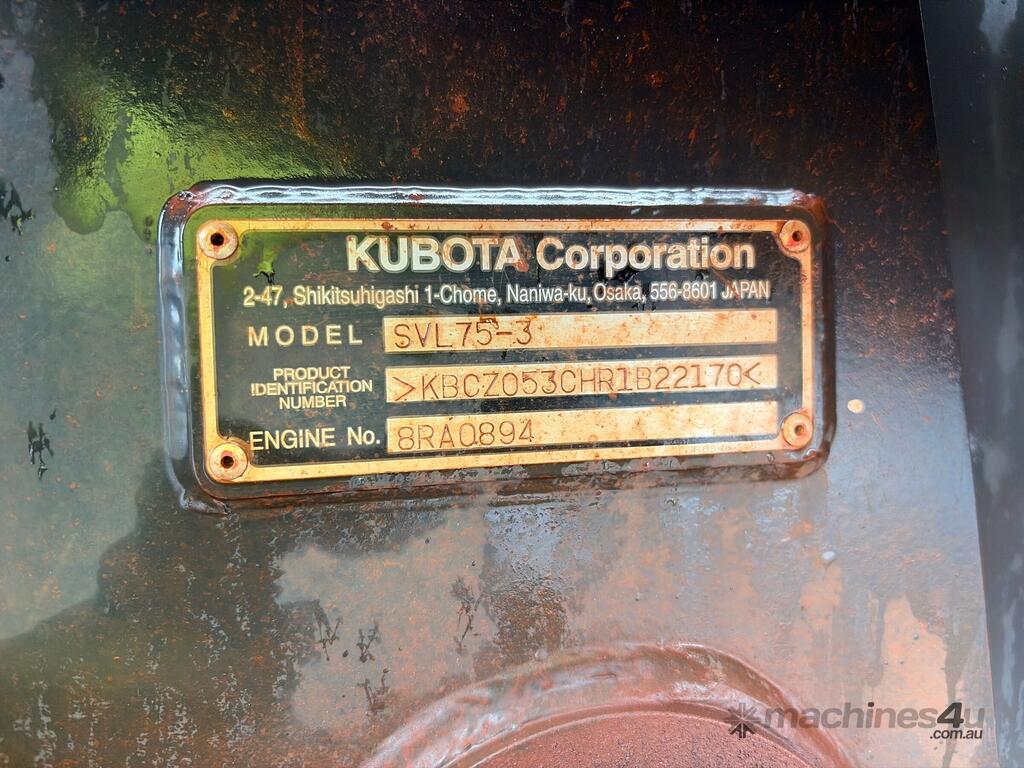 KUBOTA Corporation
2-47, Shikitsuhigashi 1-Chome, Naniwa-ku, Osaka, 556-8601 JAPAN
MODEL SVL75-3
PRODUCT
IDENTIFICATION
NUMBER
>KBCZ053CHR1B22170<
ENGINE No. 8RA0894
machines4u
.com.au